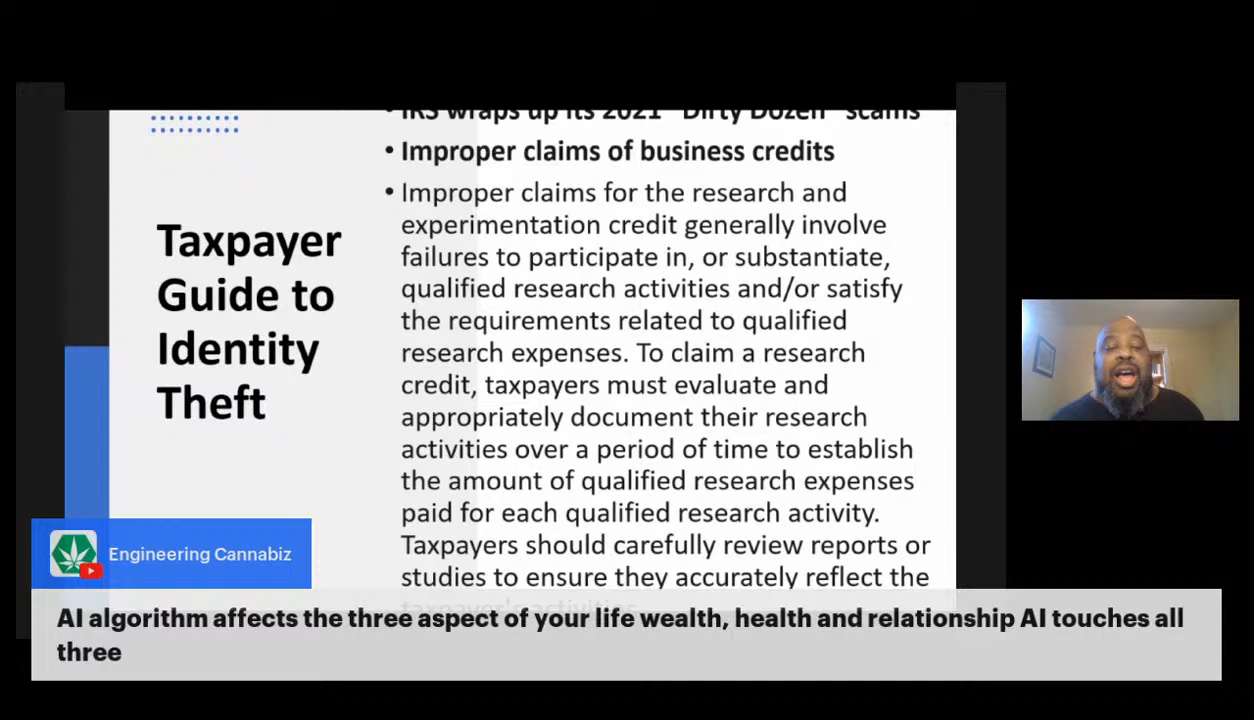 Taxpayer
Guide to
Identity
Theft
• IRS wraps up its 2021 "Dirty Dozen" scams
• Improper claims of business credits
• Improper claims for the research and
experimentation credit generally involve
failures to participate in, or substantiate,
qualified research activities and/or satisfy
the requirements related to qualified
research expenses. To claim a research
credit, taxpayers must evaluate and
appropriately document their research
activities over a period of time to establish
the amount of qualified research expenses
paid for each qualified research activity.
Taxpayers should carefully review reports or
studies to ensure they accurately reflect the
taxpayer's activities.
Engineering Cannabiz
AI algorithm affects the three aspect of your life wealth, health and relationship AI touches all
three